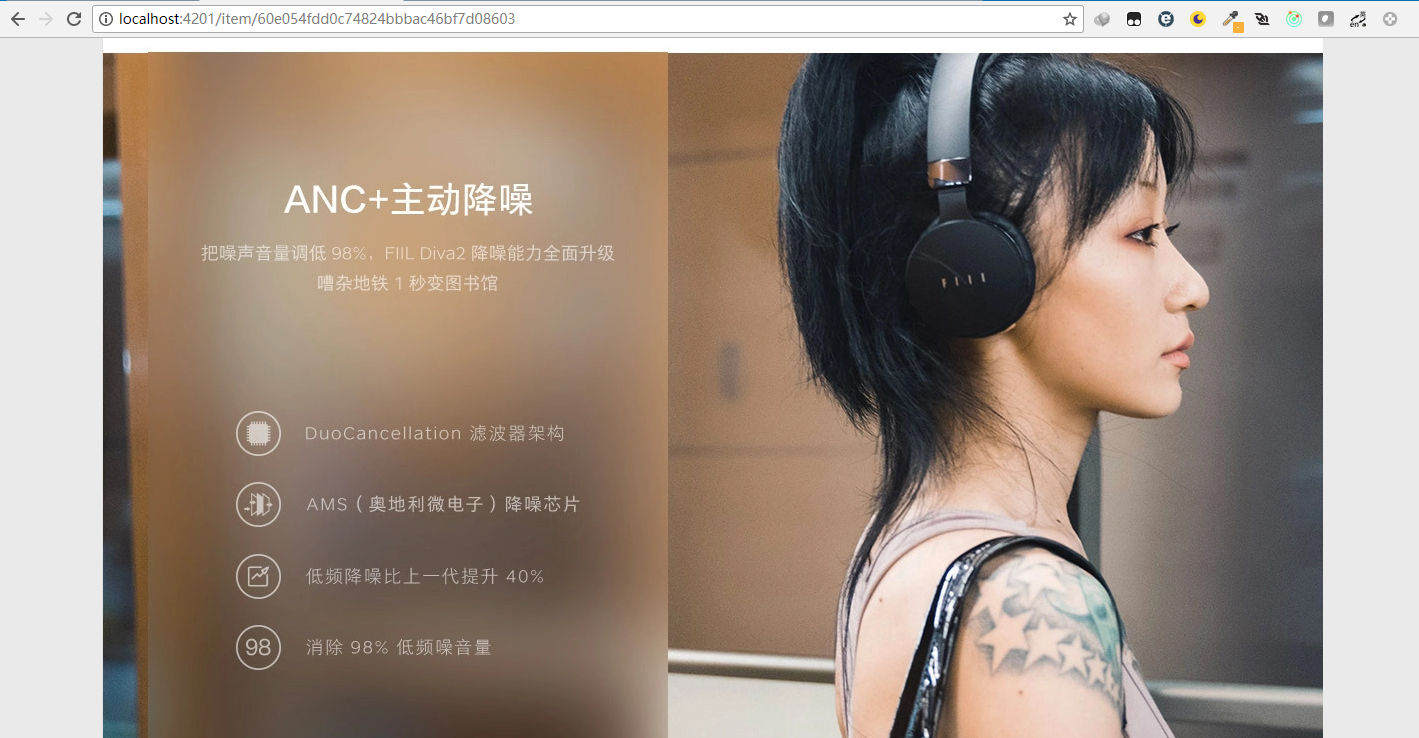 localhost:4201/item/60e054fdd0c74824bbbac46bf7d08603
en
ANC+主动降噪
把噪声音量调低 98%，FIIL Diva2 降噪能力全面升级
嘈杂地铁 1 秒变图书馆
FIIL
DuoCancellation 滤波器架构
AMS（奥地利微电子）降噪芯片
低频降噪比上一代提升 40%
98 消除 98% 低频噪音量